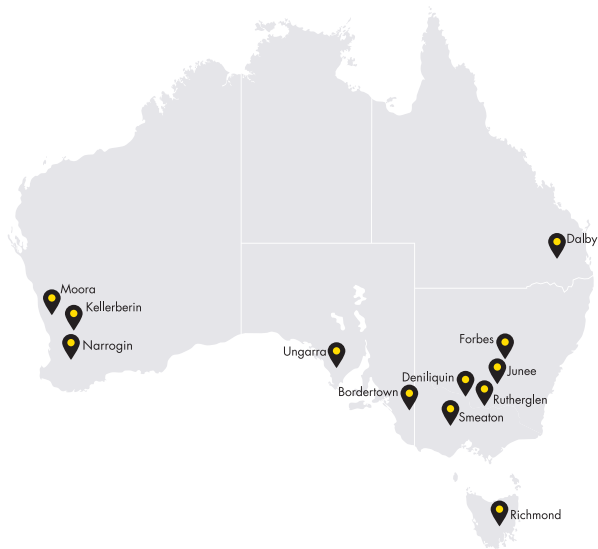 Dalby
Moora
Kellerberin
Narrogin
Forbes
Ungarra
Junee
Deniliquin
Bordertown
Rutherglen
Smeaton
Richmond